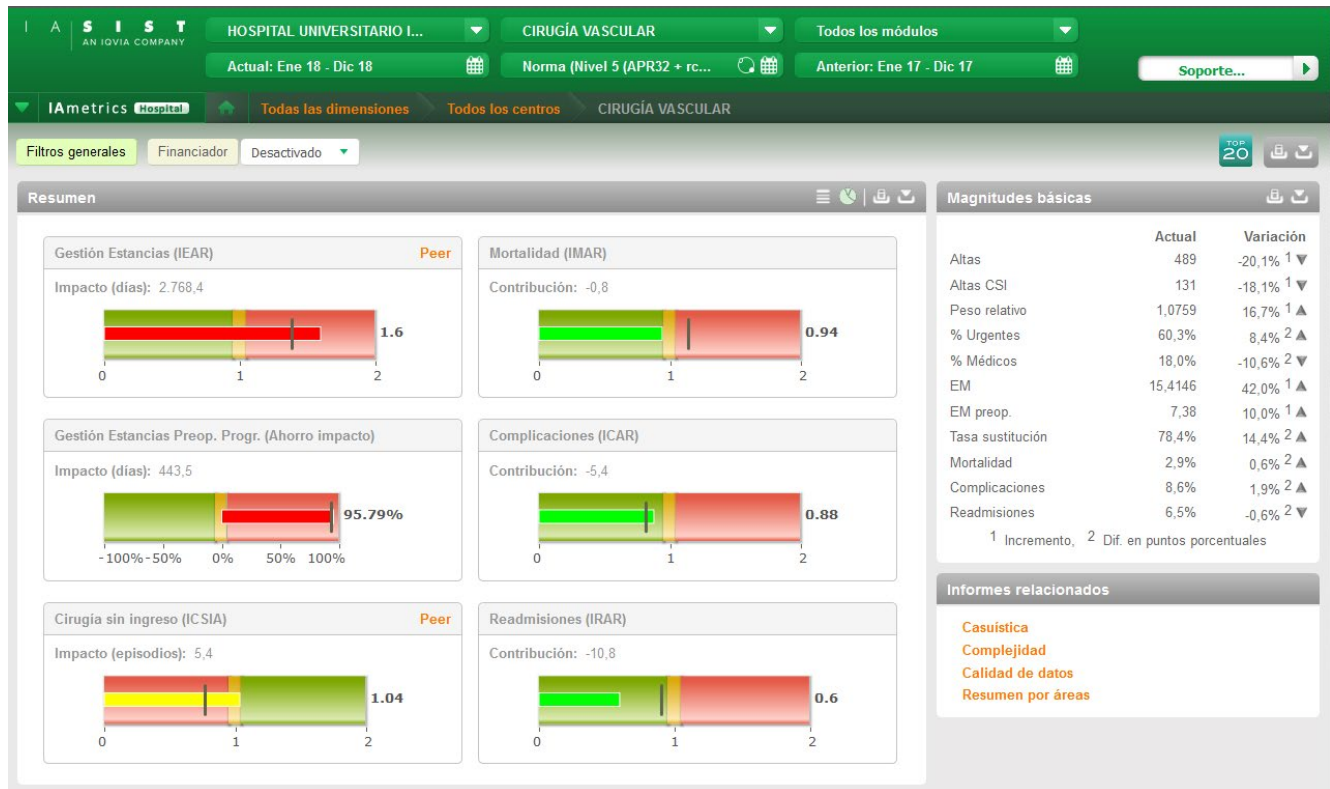 I A S I S T
AN IQVIA COMPANY
HOSPITAL UNIVERSITARIO I...
CIRUGÍA VASCULAR
Todos los módulos
Actual: Ene 18 - Dic 18
Norma (Nivel 5 (APR32 + rc...
Anterior: Ene 17 - Dic 17
Soporte...
IAmetrics Hospital
Todas las dimensiones
Todos los centros
CIRUGÍA VASCULAR
Filtros generales
Financiador
Desactivado
TOP 20
Resumen
Gestión Estancias (IEAR) Peer
Impacto (días): 2.768,4
1.6
0 1 2
Mortalidad (IMAR)
Contribución: -0,8
0.94
0 1 2
Gestión Estancias Preop. Progr. (Ahorro impacto)
Impacto (días): 443,5
95.79%
-100% -50% 0% 50% 100%
Complicaciones (ICAR)
Contribución: -5,4
0.88
0 1 2
Cirugía sin ingreso (ICSIA) Peer
Impacto (episodios): 5,4
1.04
0 1 2
Readmisiones (IRAR)
Contribución: -10,8
0.6
0 1 2
Magnitudes básicas
Actual Variación
Altas 489 -20,1% 1
Altas CSI 131 -18,1% 1
Peso relativo 1,0759 16,7% 1
% Urgentes 60,3% 8,4% 2
% Médicos 18,0% -10,6% 2
EM 15,4146 42,0% 1
EM preop. 7,38 10,0% 1
Tasa sustitución 78,4% 14,4% 2
Mortalidad 2,9% 0,6% 2
Complicaciones 8,6% 1,9% 2
Readmisiones 6,5% -0,6% 2
1 Incremento, 2 Dif. en puntos porcentuales
Informes relacionados
Casuística
Complejidad
Calidad de datos
Resumen por áreas